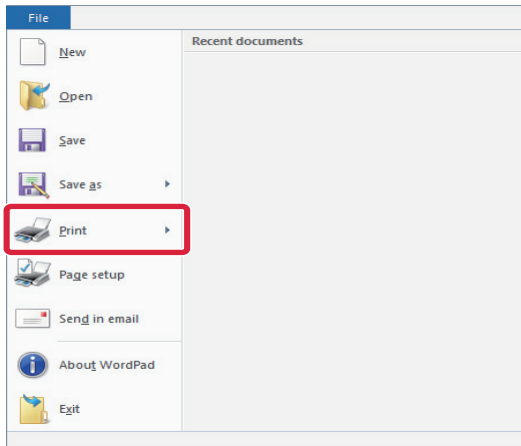 File
Recent documents
New
Open
Save
Save as
Print
Page setup
Send in email
About WordPad
Exit